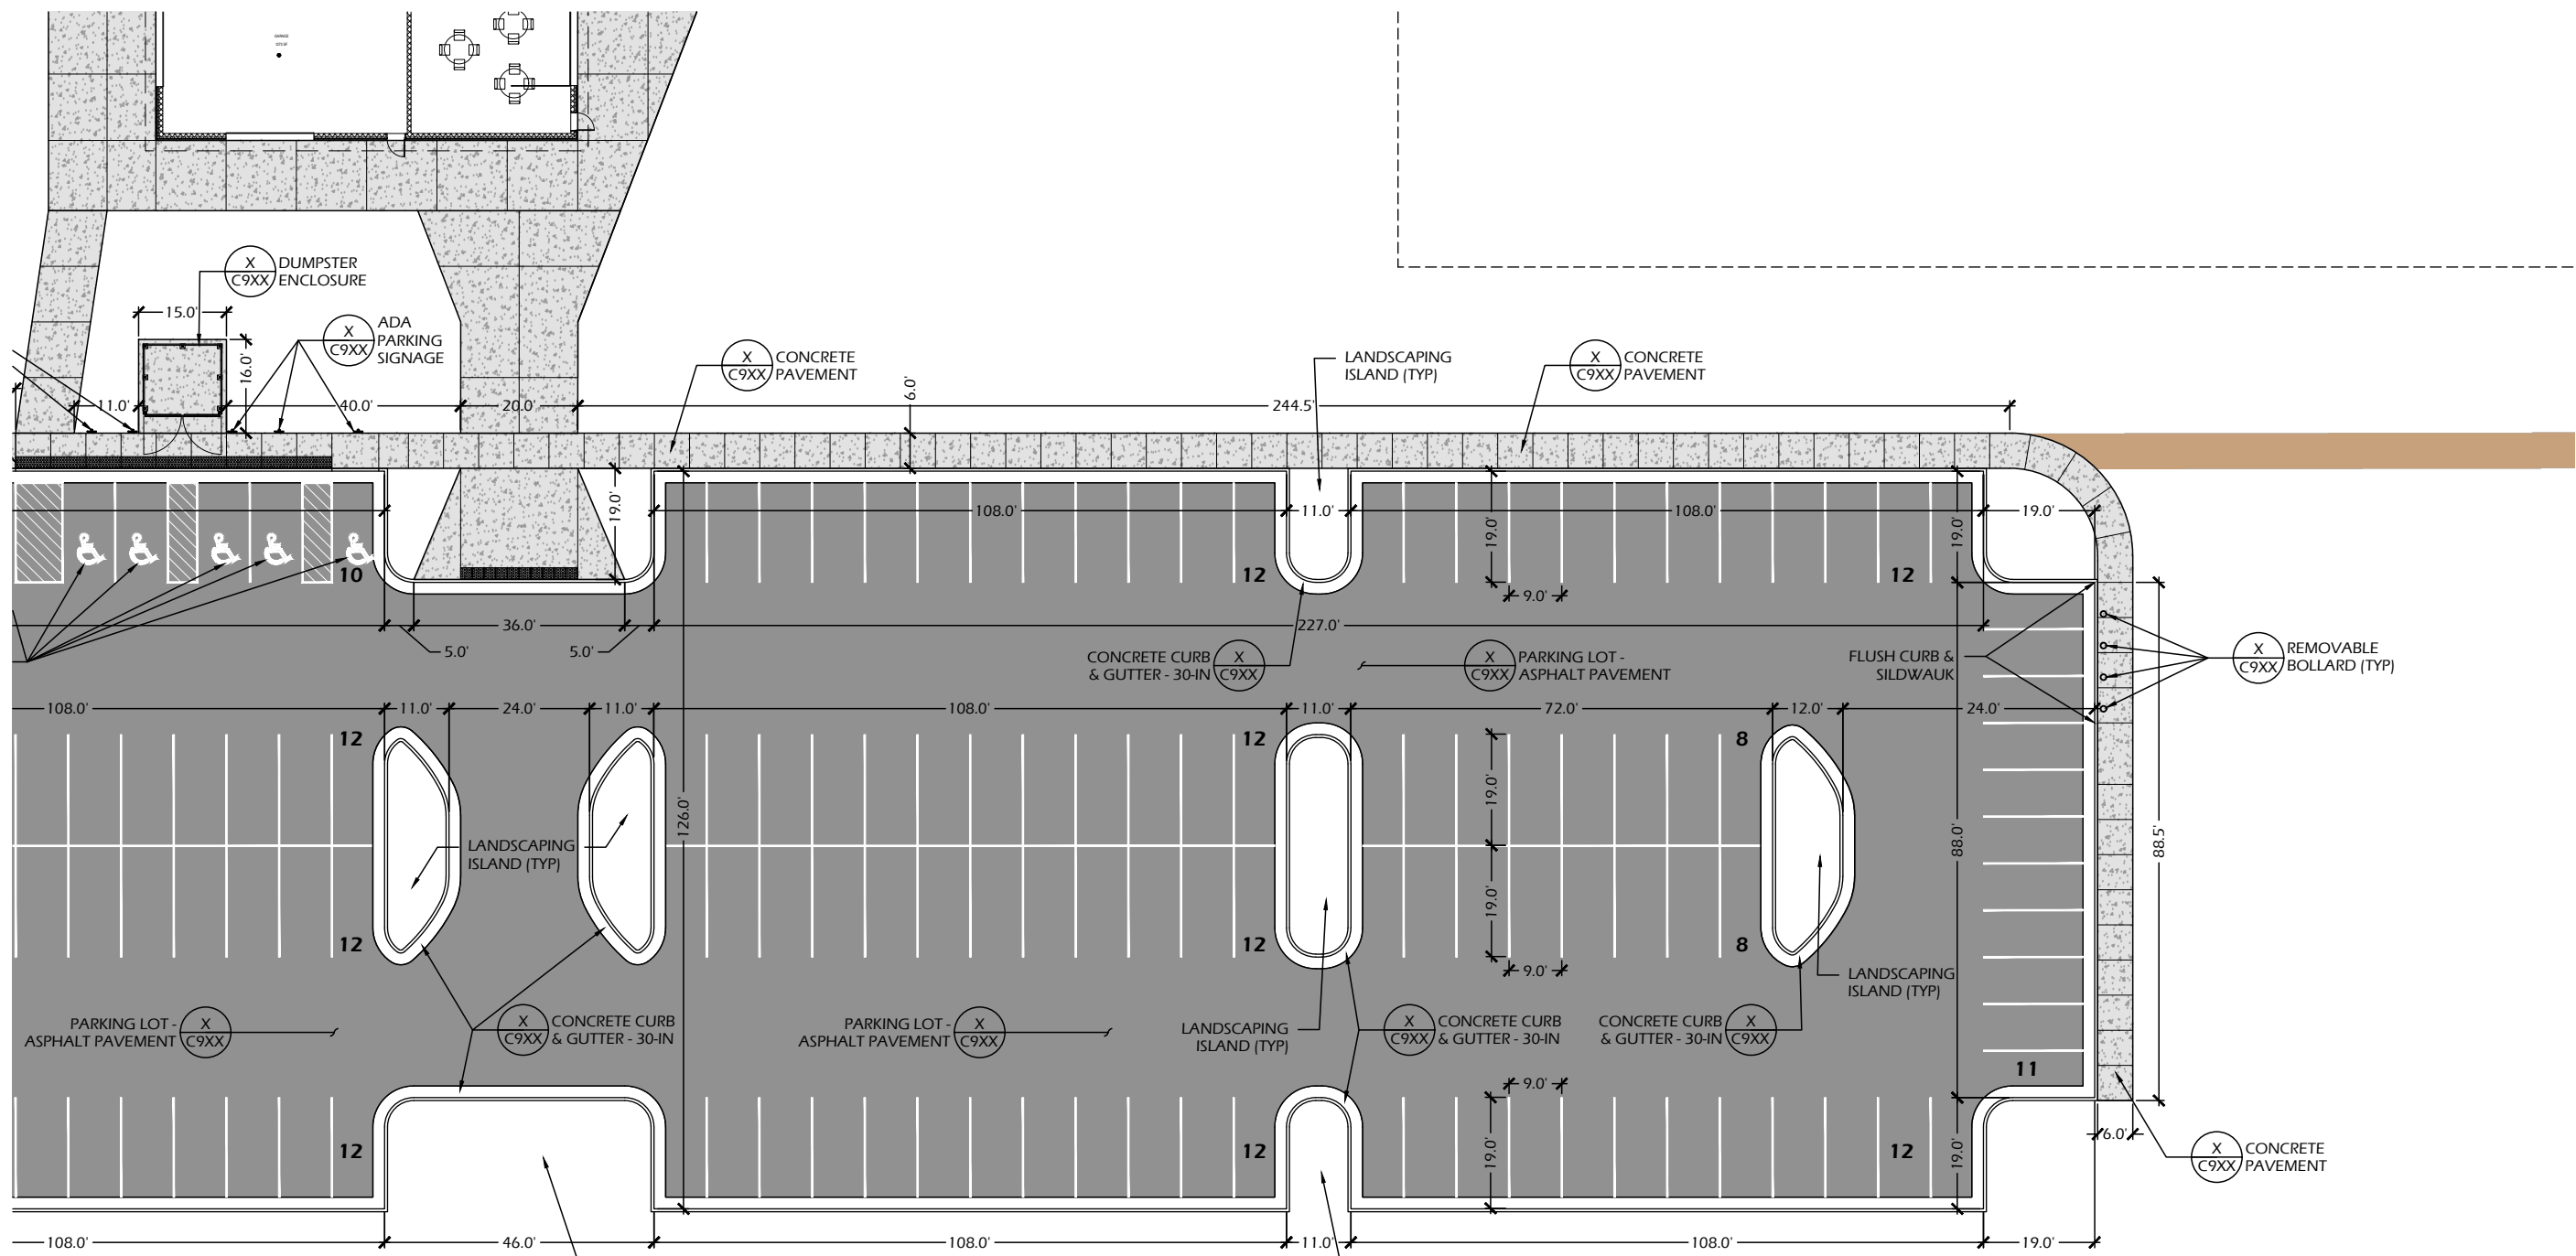 DUMPSTER
ENCLOSURE
X
C9XX
15.0'
16.0'
X
C9XX
ADA
PARKING
SIGNAGE
11.0'
40.0'
20.0'
X
C9XX
CONCRETE
PAVEMENT
6.0'
LANDSCAPING
ISLAND (TYP)
X
C9XX
CONCRETE
PAVEMENT
244.5'
19.0'
108.0'
11.0'
108.0'
19.0'
19.0'
19.0'
10
12
12
9.0'
36.0'
227.0'
5.0'
5.0'
CONCRETE CURB
& GUTTER - 30-IN
X
C9XX
X
C9XX
PARKING LOT -
ASPHALT PAVEMENT
FLUSH CURB &
SILDWAUK
X
C9XX
REMOVABLE
BOLLARD (TYP)
108.0'
11.0'
24.0'
11.0'
108.0'
11.0'
72.0'
12.0'
24.0'
12
12
8
19.0'
126.0'
LANDSCAPING
ISLAND (TYP)
88.0'
88.5'
19.0'
12
12
8
9.0'
LANDSCAPING
ISLAND (TYP)
PARKING LOT -
ASPHALT PAVEMENT
X
C9XX
X
C9XX
CONCRETE CURB
& GUTTER - 30-IN
PARKING LOT -
ASPHALT PAVEMENT
X
C9XX
LANDSCAPING
ISLAND (TYP)
X
C9XX
CONCRETE CURB
& GUTTER - 30-IN
CONCRETE CURB
& GUTTER - 30-IN
X
C9XX
11
9.0'
12
12
19.0'
12
19.0'
6.0'
X
C9XX
CONCRETE
PAVEMENT
108.0'
46.0'
108.0'
11.0'
108.0'
19.0'